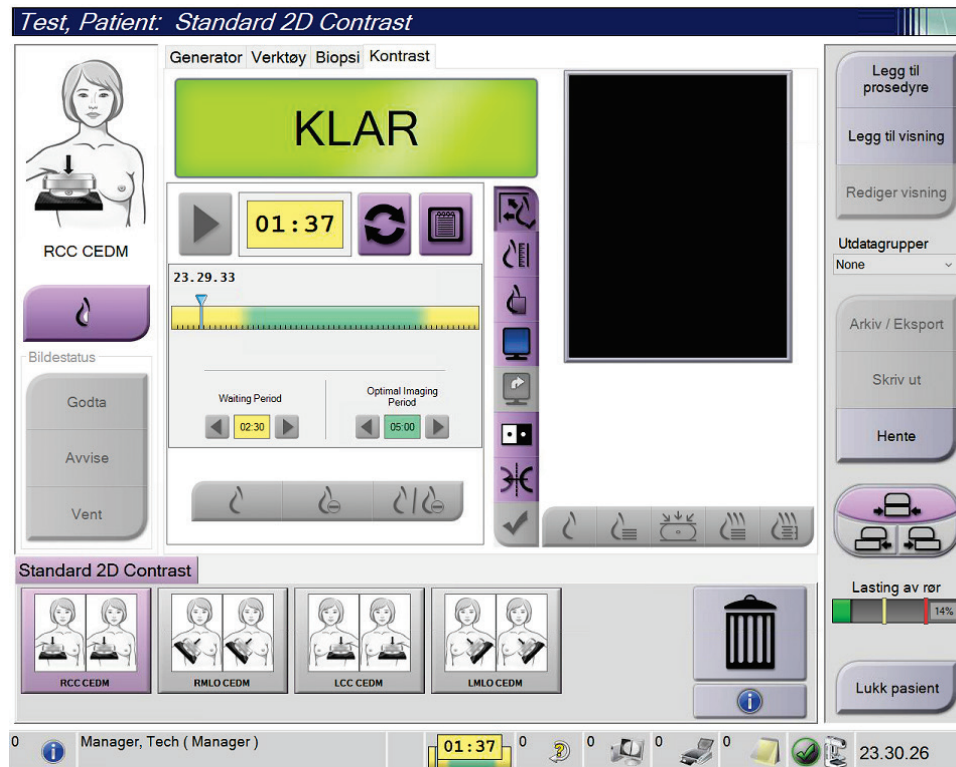 Test, Patient: Standard 2D Contrast
Generator Verktøy Biopsi Kontrast
RCC CEDM
KLAR
01:37
23.29.33
Waiting Period
02:30
Optimal Imaging
Period
05:00
Bildestatus
Godta
Avvise
Vent
Legg til
prosedyre
Legg til visning
Rediger visning
Utdatagrupper
None
Arkiv / Eksport
Skriv ut
Hente
Lasting av rør
14%
Lukk pasient
Standard 2D Contrast
RCC CEDM
RMLO CEDM
LCC CEDM
LMLO CEDM
0 Manager, Tech ( Manager ) 01:37 0 0 0 0 23.30.26